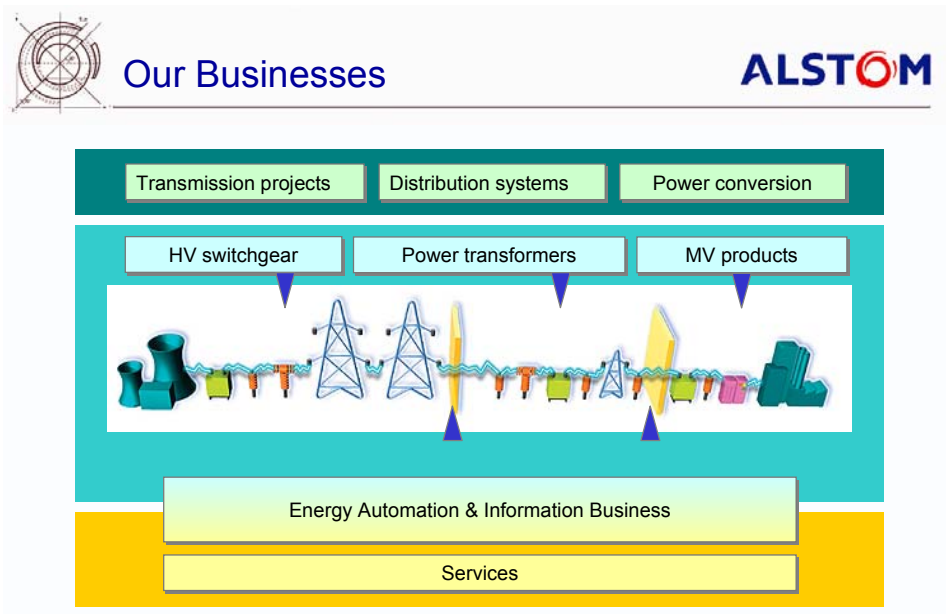 Our Businesses
ALSTOM
Transmission projects
Distribution systems
Power conversion
HV switchgear
Power transformers
MV products
Energy Automation & Information Business
Services